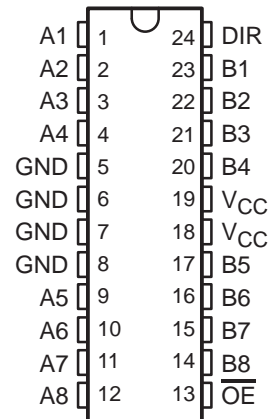 A1 1 24 DIR
A2 2 23 B1
A3 3 22 B2
A4 4 21 B3
GND 5 20 B4
GND 6 19 VCC
GND 7 18 VCC
GND 8 17 B5
A5 9 16 B6
A6 10 15 B7
A7 11 14 B8
A8 12 13 O̅E̅